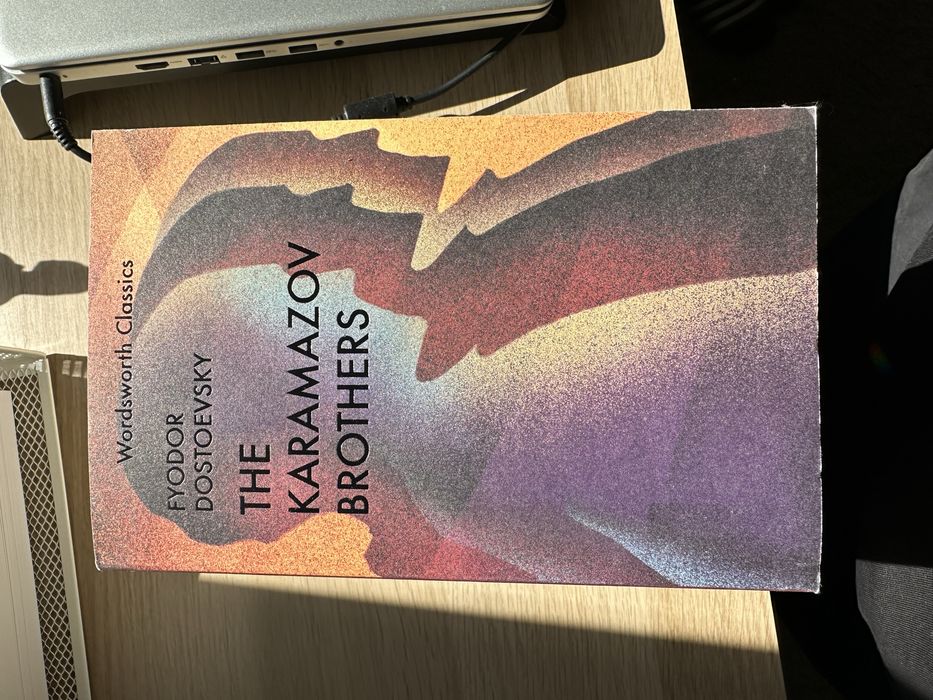 Wordsworth Classics
FYODOR
DOSTOEVSKY
THE
KARAMAZOV
BROTHERS